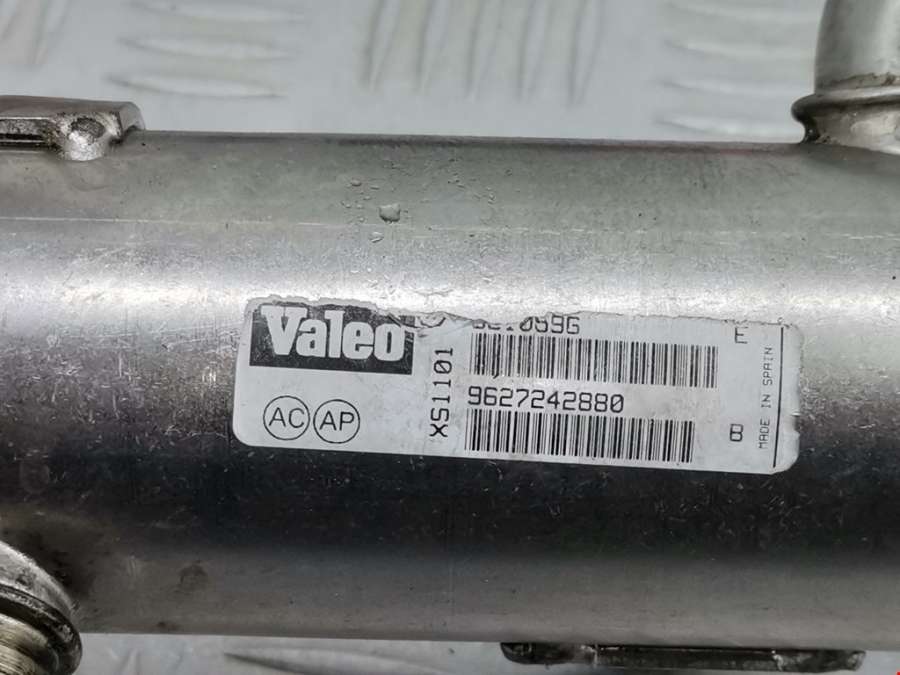 Valeo
AC AP
XS1101
9627242880
E
B
MADE IN SPAIN